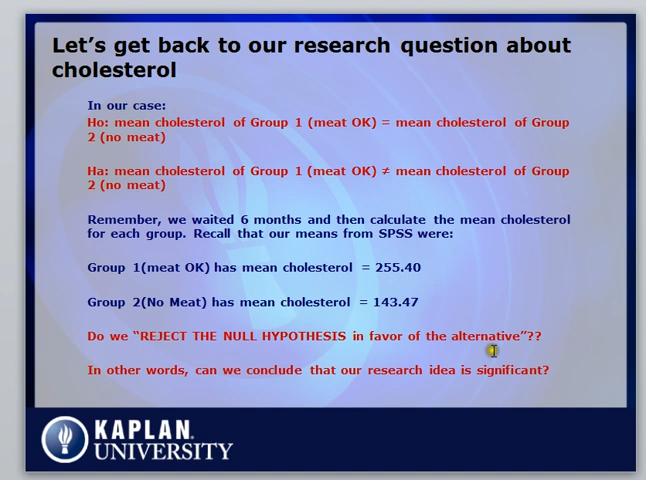 Let's get back to our research question about
cholesterol
In our case:
Ho: mean cholesterol of Group 1 (meat OK) = mean cholesterol of Group
2 (no meat)
Ha: mean cholesterol of Group 1 (meat OK) ≠ mean cholesterol of Group
2 (no meat)
Remember, we waited 6 months and then calculate the mean cholesterol
for each group. Recall that our means from SPSS were:
Group 1(meat OK) has mean cholesterol = 255.40
Group 2(No Meat) has mean cholesterol = 143.47
Do we "REJECT THE NULL HYPOTHESIS in favor of the alternative"??
In other words, can we conclude that our research idea is significant?
KAPLAN
UNIVERSITY